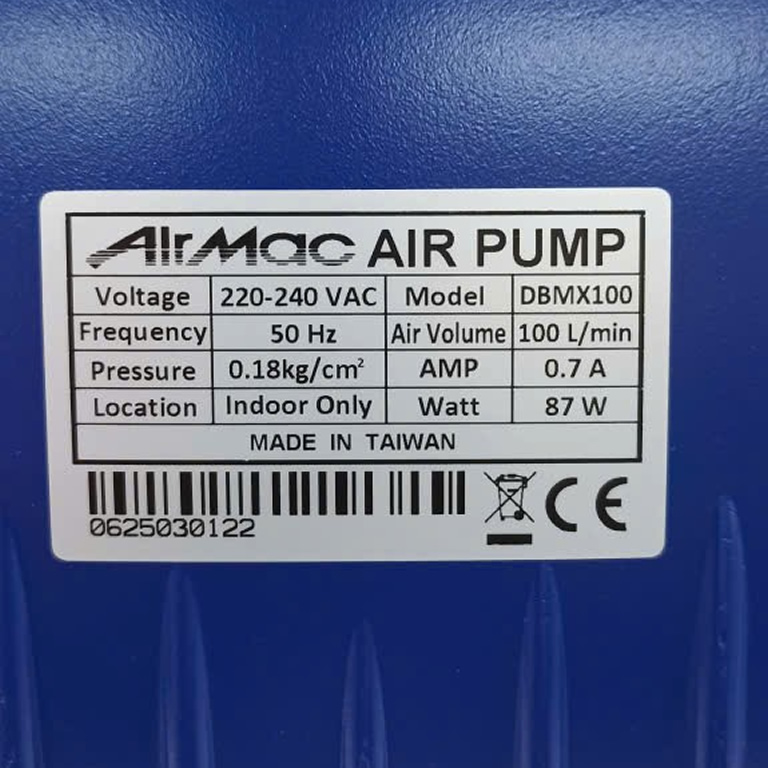 AirMac AIR PUMP
Voltage 220-240 VAC Model DBMX100
Frequency 50 Hz Air Volume 100 L/min
Pressure 0.18kg/cm² AMP 0.7 A
Location Indoor Only Watt 87 W
MADE IN TAIWAN
0625030122
CE